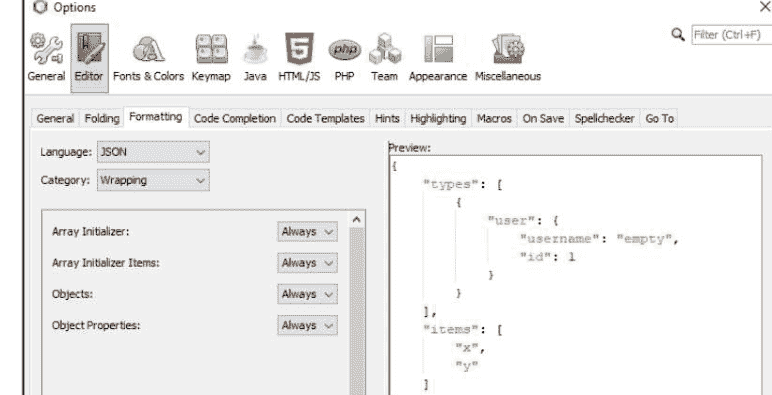 Options
Filter (Ctrl+F)
General Editor Fonts & Colors Keymap Java HTML/JS PHP Team Appearance Miscellaneous
General Folding Formatting Code Completion Code Templates Hints Highlighting Macros On Save Spellchecker Go To
Language: JSON
Category: Wrapping
Array Initializer: Always
Array Initializer Items: Always
Objects: Always
Object Properties: Always
Preview:
{
"types": [
{
"user": {
"username": "empty",
"id": 1
}
}
],
"items": [
"x",
"y"
]